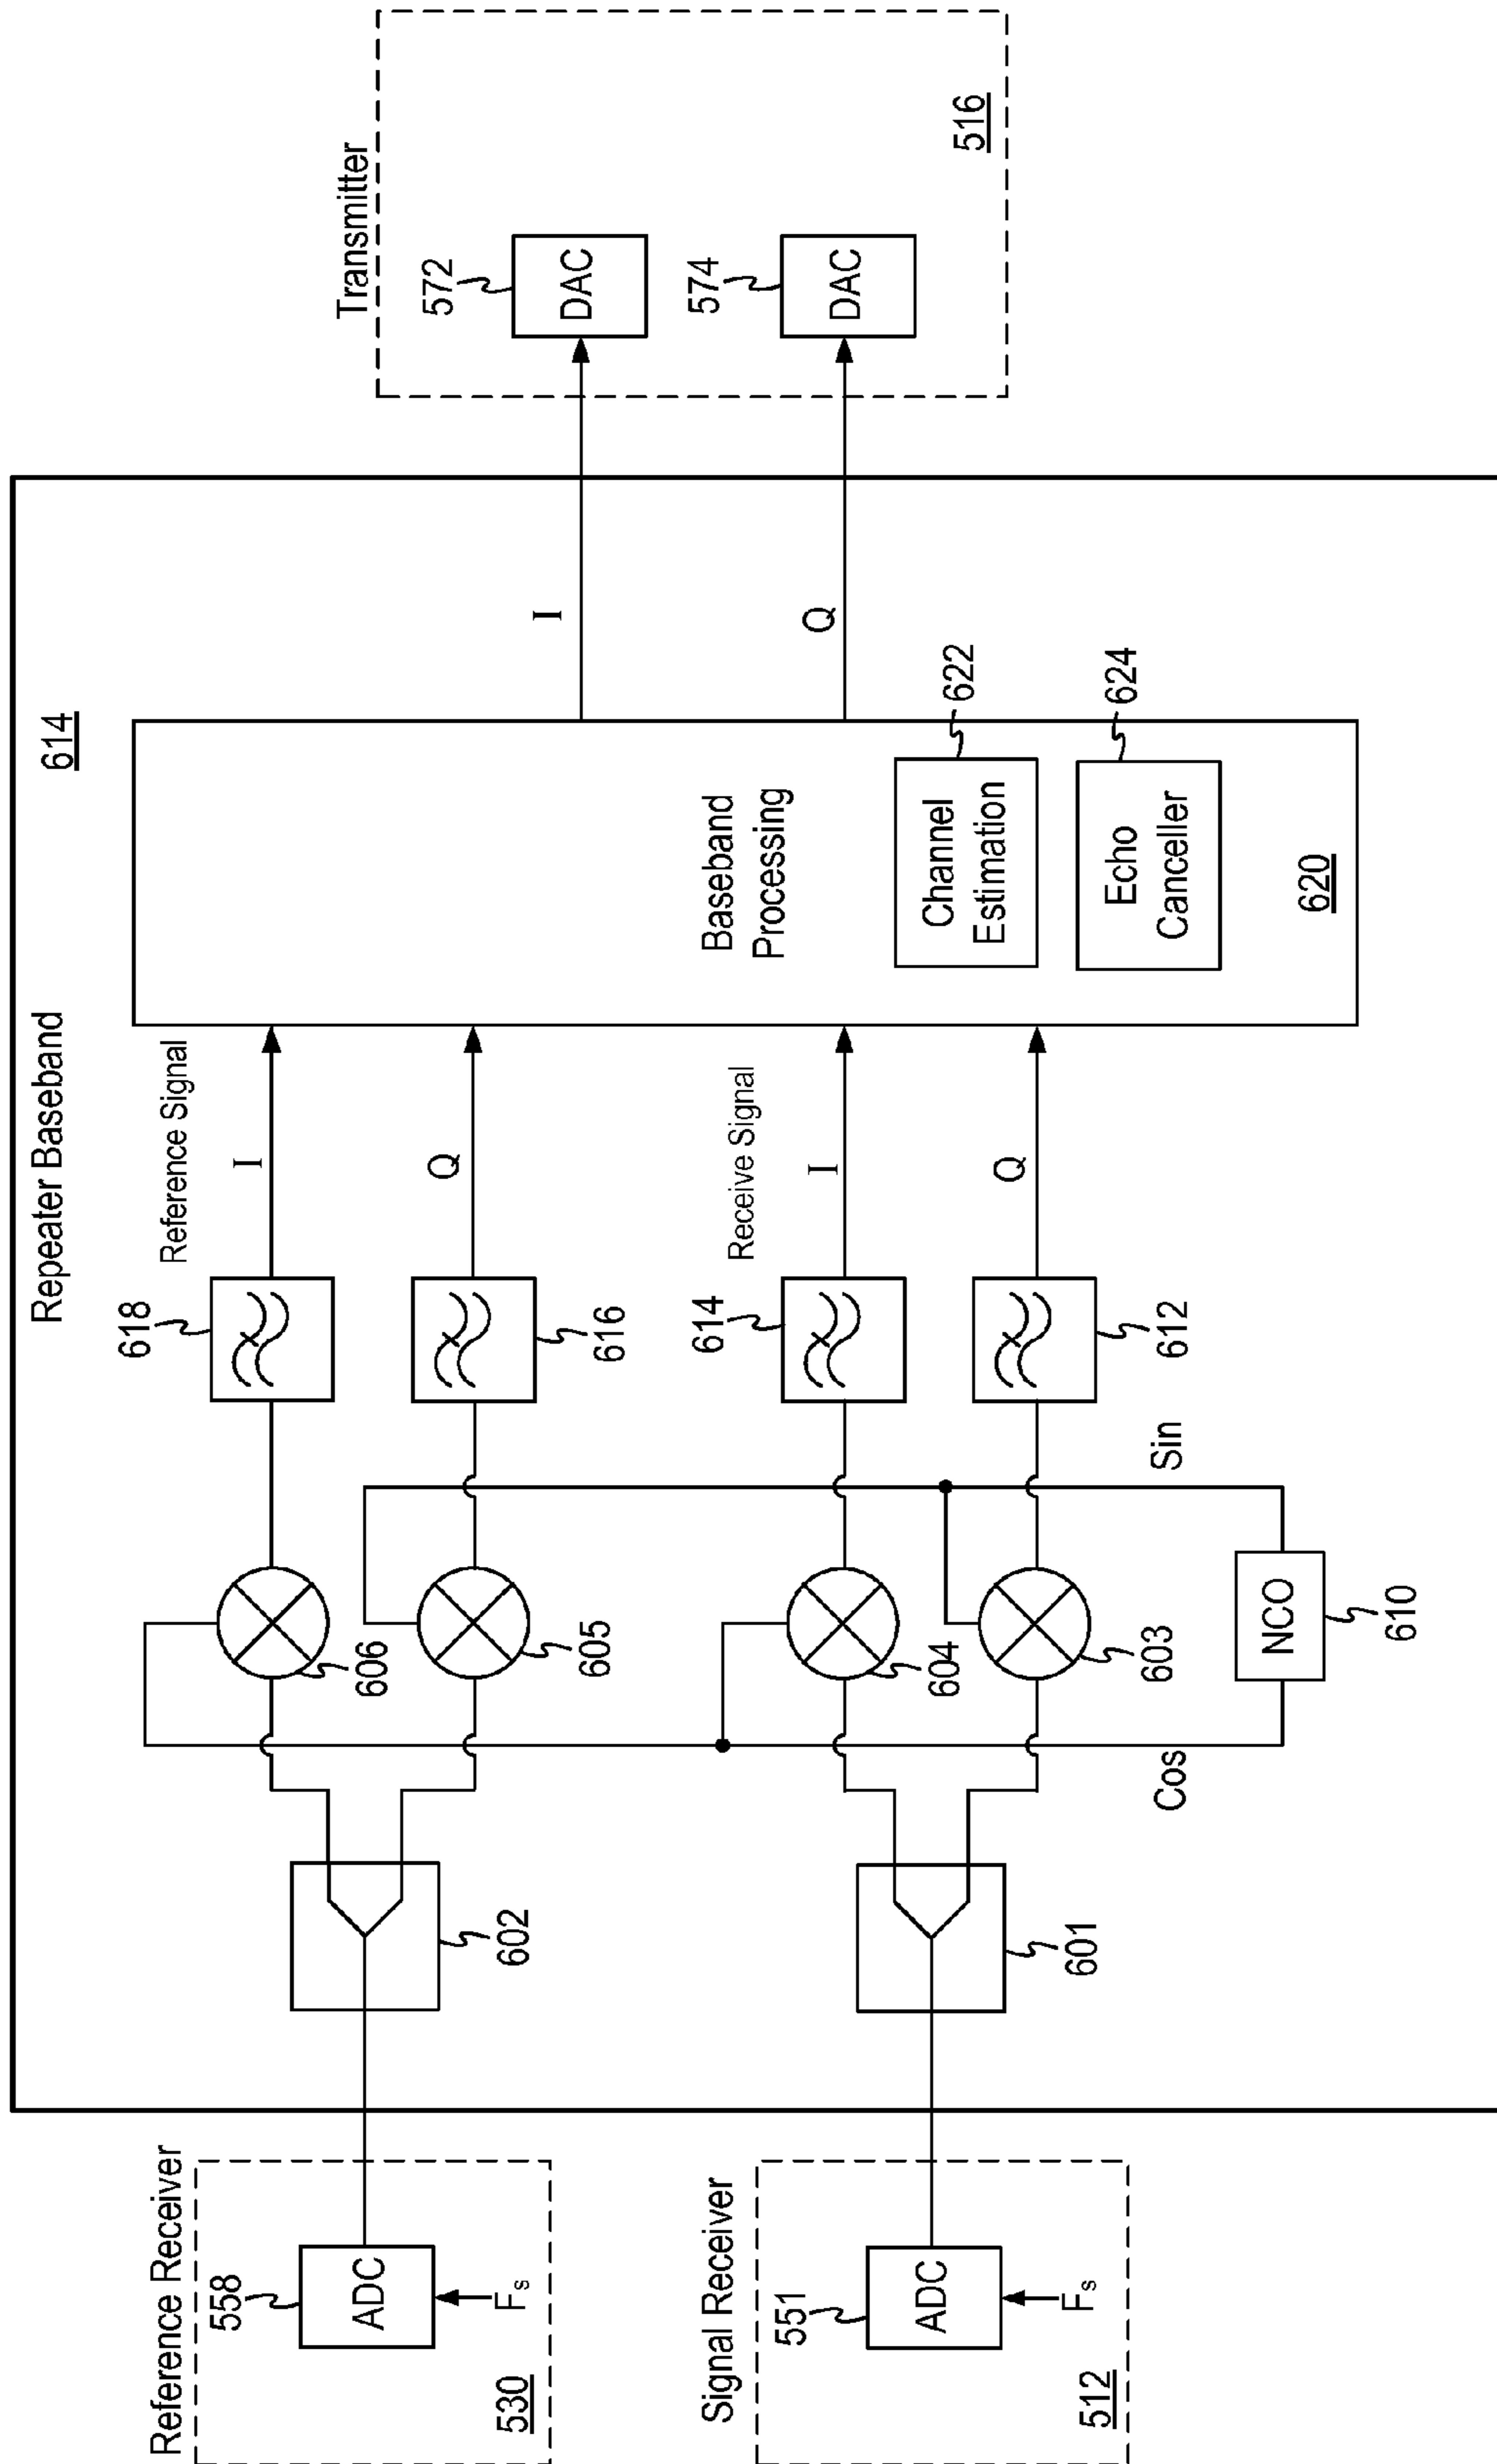 Repeater Baseband
614
Reference Receiver
558
ADC
Fs
530
Signal Receiver
551
ADC
Fs
512
602
601
606
605
604
603
Cos
Sin
NCO
610
618
616
614
612
Reference Signal
I
Q
Receive Signal
I
Q
Baseband
Processing
Channel
Estimation
622
Echo
Canceller
624
620
I
Q
Transmitter
572
DAC
574
DAC
516